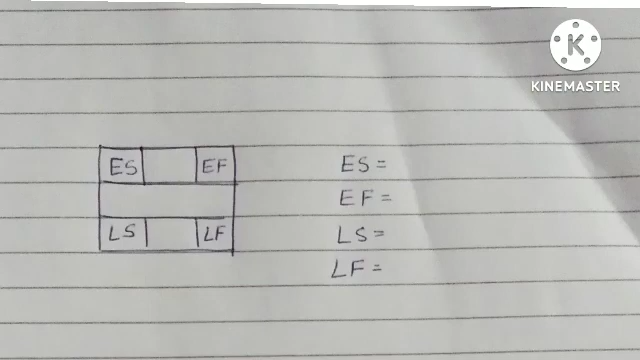 KINEMASTER
ES EF
LS LF
ES =
EF =
LS =
LF =